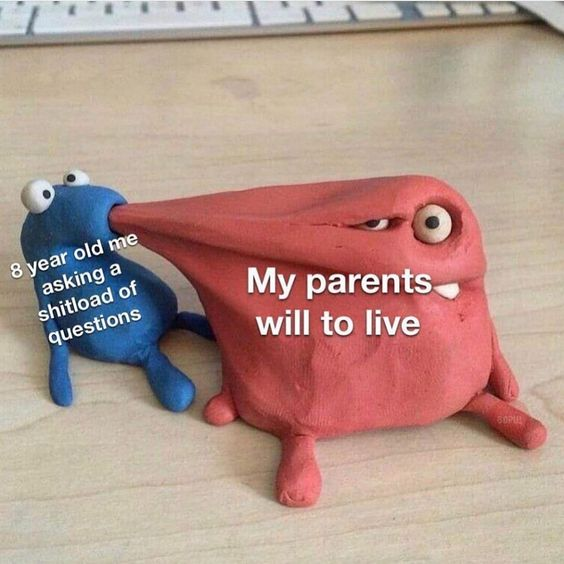 8 year old me
asking a
shitload of
questions
My parents
will to live